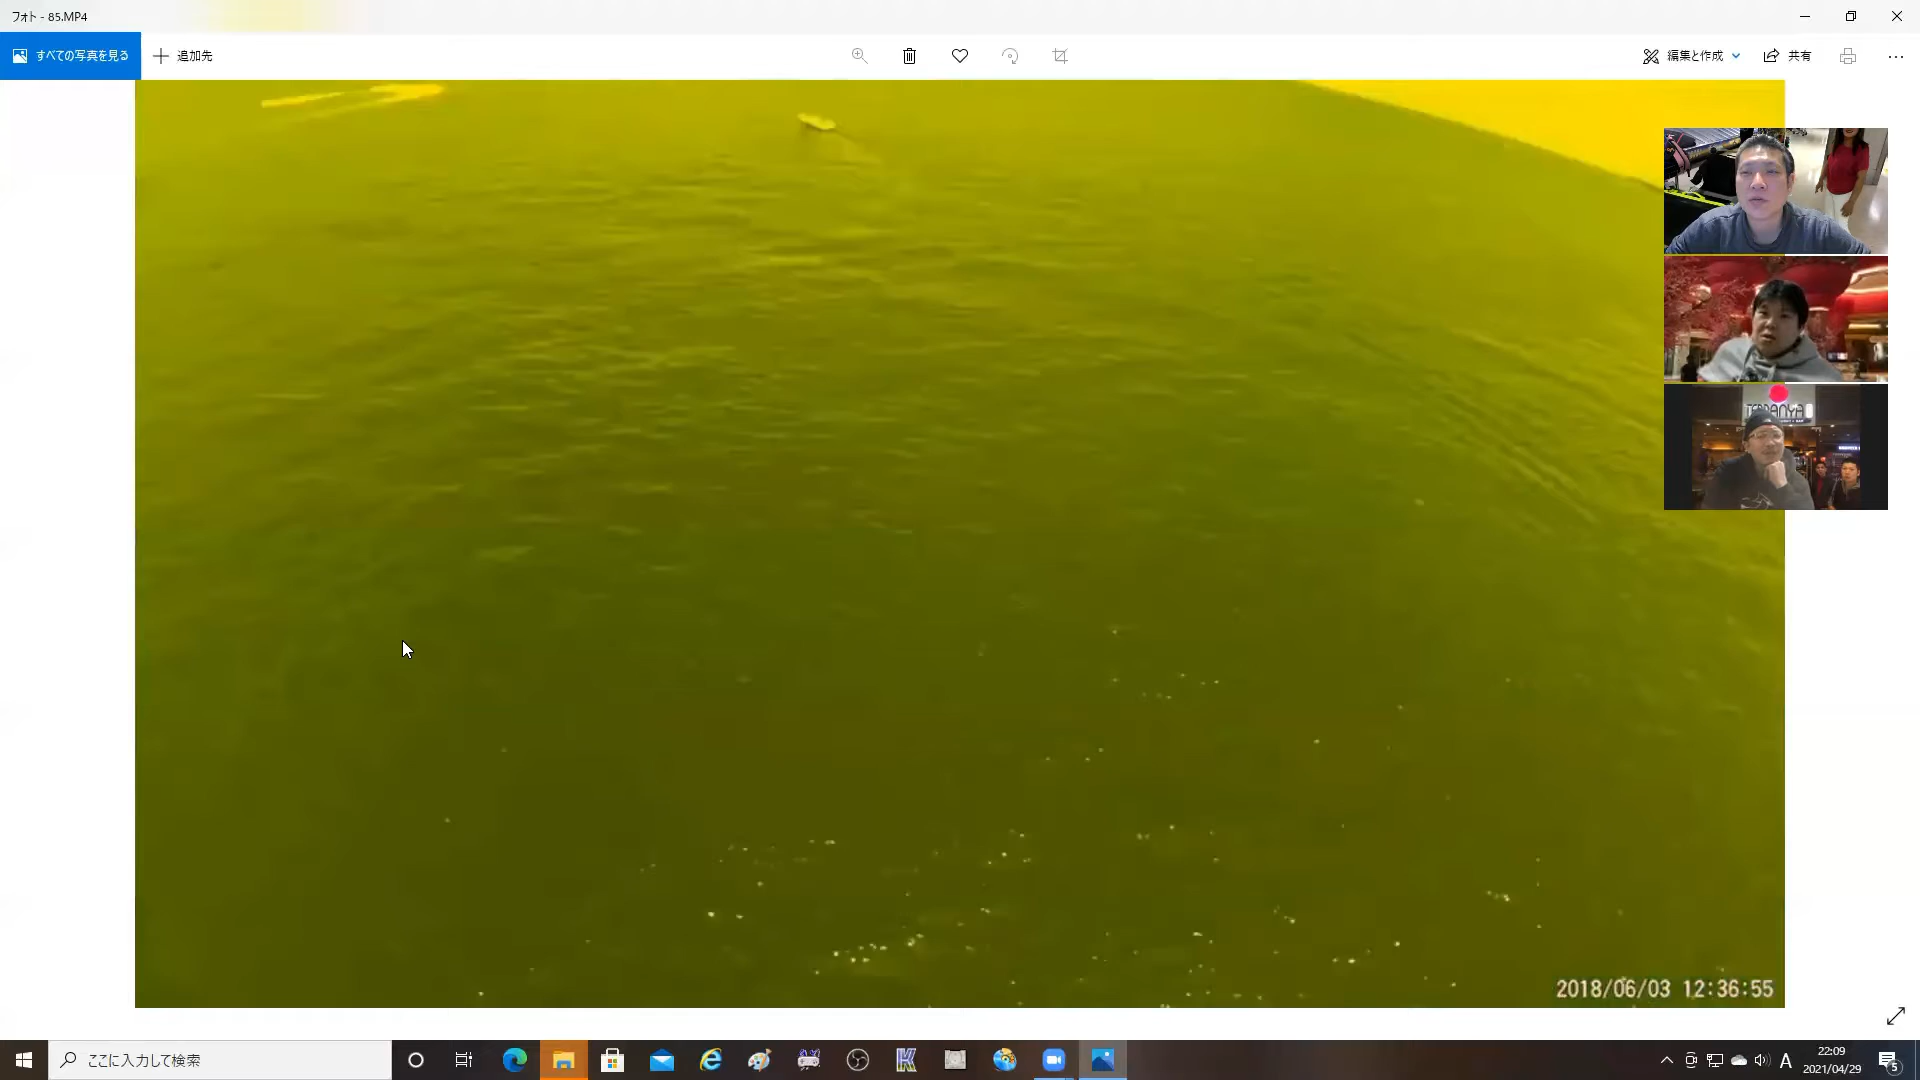 フォト - 85.MP4
すべての写真を見る
追加先
編集と作成
共有
2018/06/03 12:36:55
ここに入力して検索
A
22:09
2021/04/29
5